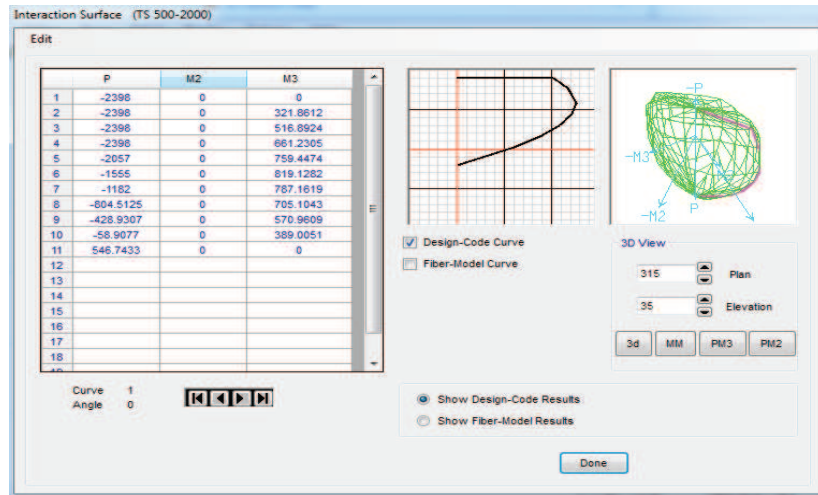 Interaction Surface (TS 500-2000)
Edit
P M2 M3
1 -2398 0 0
2 -2398 0 321.8612
3 -2398 0 516.8924
4 -2398 0 661.2305
5 -2057 0 759.4474
6 -1555 0 819.1282
7 -1182 0 787.1619
8 -804.5125 0 705.1043
9 -428.9307 0 570.9609
10 -58.9077 0 389.0051
11 546.7433 0 0
12
13
14
15
16
17
18
Curve 1
Angle 0
Design-Code Curve
Fiber-Model Curve
-P
-M3
-M2
P
3D View
315 Plan
35 Elevation
3d MM PM3 PM2
Show Design-Code Results
Show Fiber-Model Results
Done